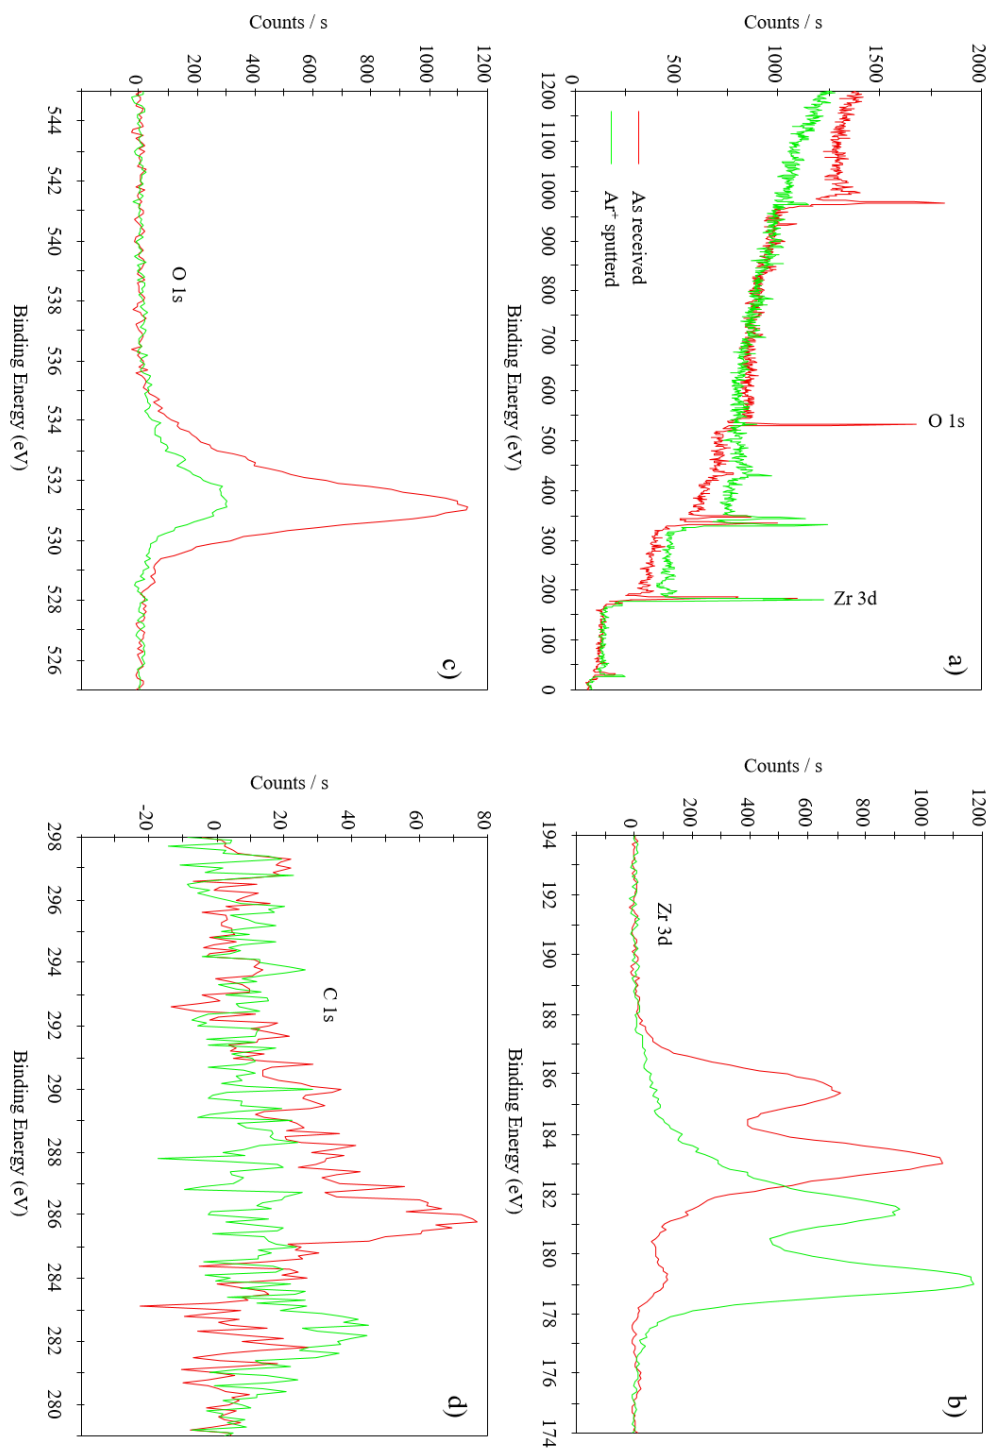 a)
Counts / s
2000
1500
1000
500
0
1200 1100 1000 900 800 700 600 500 400 300 200 100 0
Binding Energy (eV)
As received
Ar+ sputterd
O 1s
Zr 3d
b)
Counts / s
1200
1000
800
600
400
200
0
194 192 190 188 186 184 182 180 178 176 174
Binding Energy (eV)
Zr 3d
c)
Counts / s
1200
1000
800
600
400
200
0
544 542 540 538 536 534 532 530 528 526
Binding Energy (eV)
O 1s
d)
Counts / s
80
60
40
20
0
-20
298 296 294 292 290 288 286 284 282 280
Binding Energy (eV)
C 1s